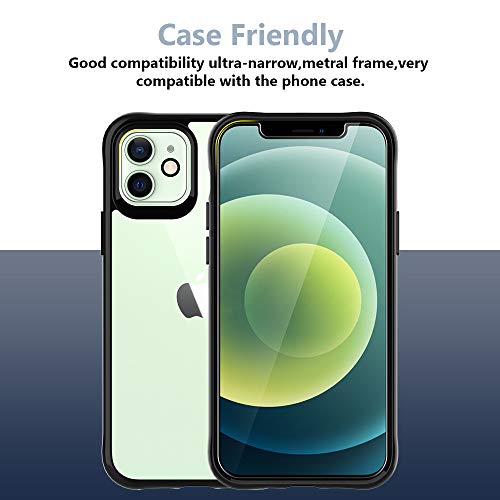 Case Friendly
Good compatibility ultra-narrow,metral frame,very
compatible with the phone case.